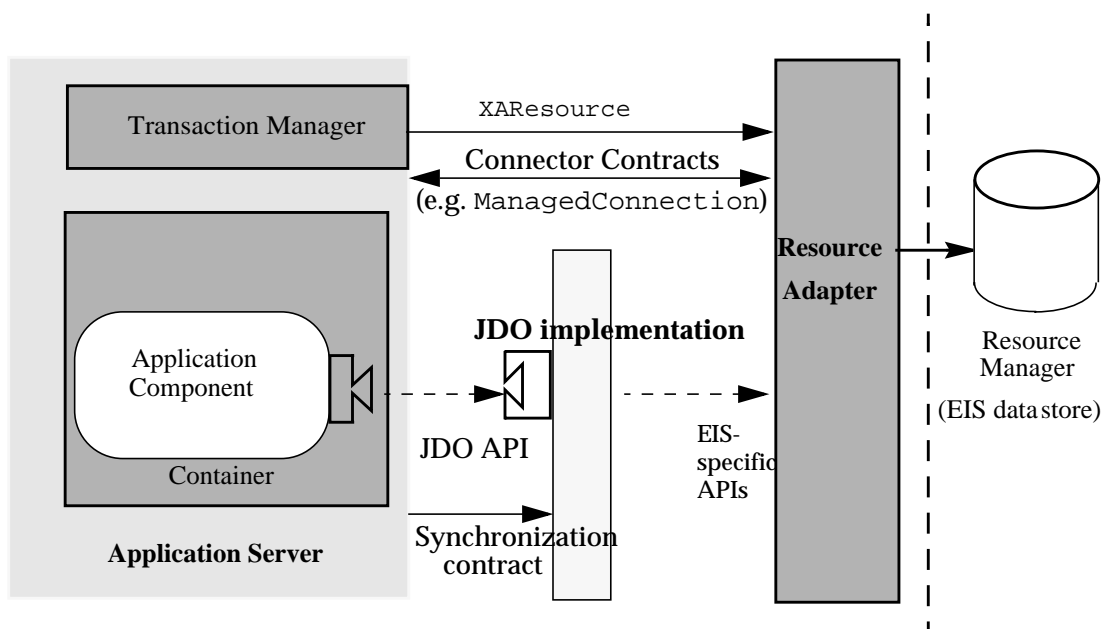 Transaction Manager
XAResource
Connector Contracts
(e.g. ManagedConnection)
Resource
Adapter
JDO implementation
Application
Component
Resource
Manager
(EIS data store)
JDO API
EIS-
specific
APIs
Container
Synchronization
contract
Application Server